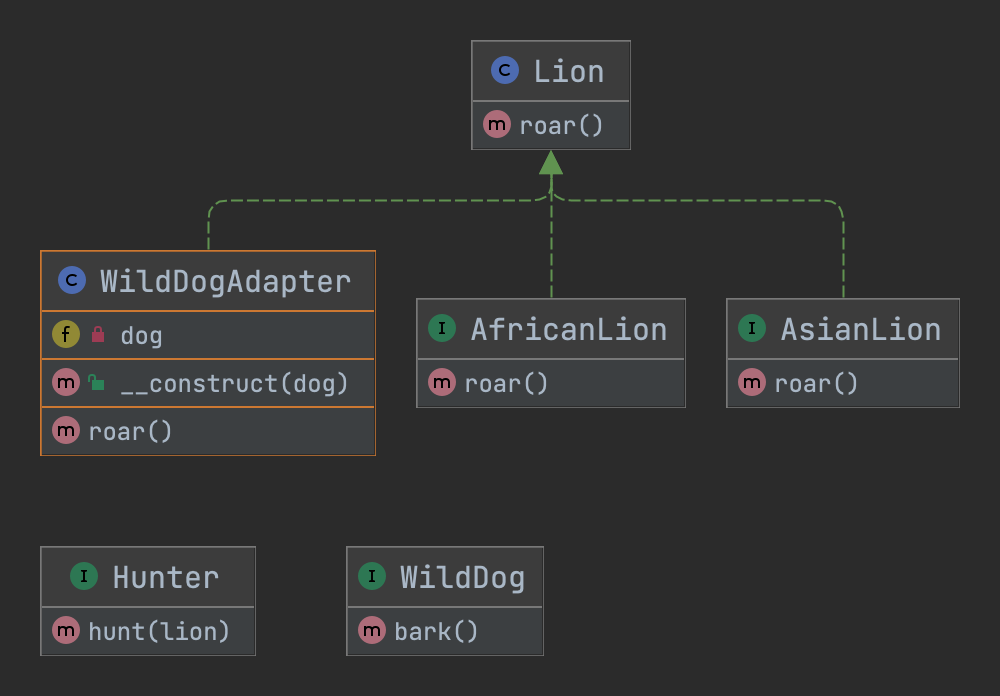 C Lion
m roar()
C WildDogAdapter
f dog
m __construct(dog)
m roar()
I AfricanLion
m roar()
I AsianLion
m roar()
I Hunter
m hunt(lion)
I WildDog
m bark()